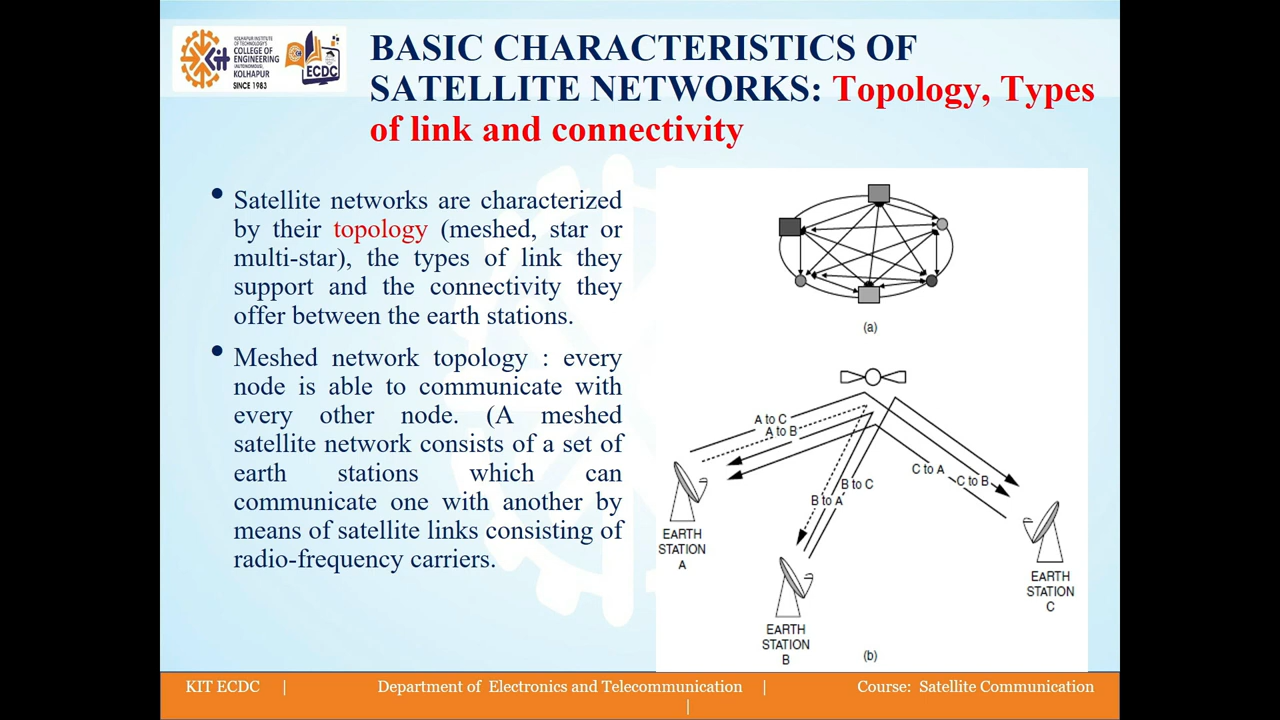 KOLHAPUR INSTITUTE
OF TECHNOLOGY'S
COLLEGE OF
ENGINEERING
(AUTONOMOUS)
KOLHAPUR
SINCE 1983
Kit
ECDC
BASIC CHARACTERISTICS OF
SATELLITE NETWORKS: Topology, Types
of link and connectivity
• Satellite networks are characterized
by their topology (meshed, star or
multi-star), the types of link they
support and the connectivity they
offer between the earth stations.
• Meshed network topology : every
node is able to communicate with
every other node. (A meshed
satellite network consists of a set of
earth stations which can
communicate one with another by
means of satellite links consisting of
radio-frequency carriers.
(a)
A to C
A to B
B to C
B to A
C to A
C to B
EARTH
STATION
A
EARTH
STATION
B
EARTH
STATION
C
(b)
KIT ECDC | Department of Electronics and Telecommunication | Course: Satellite Communication
|